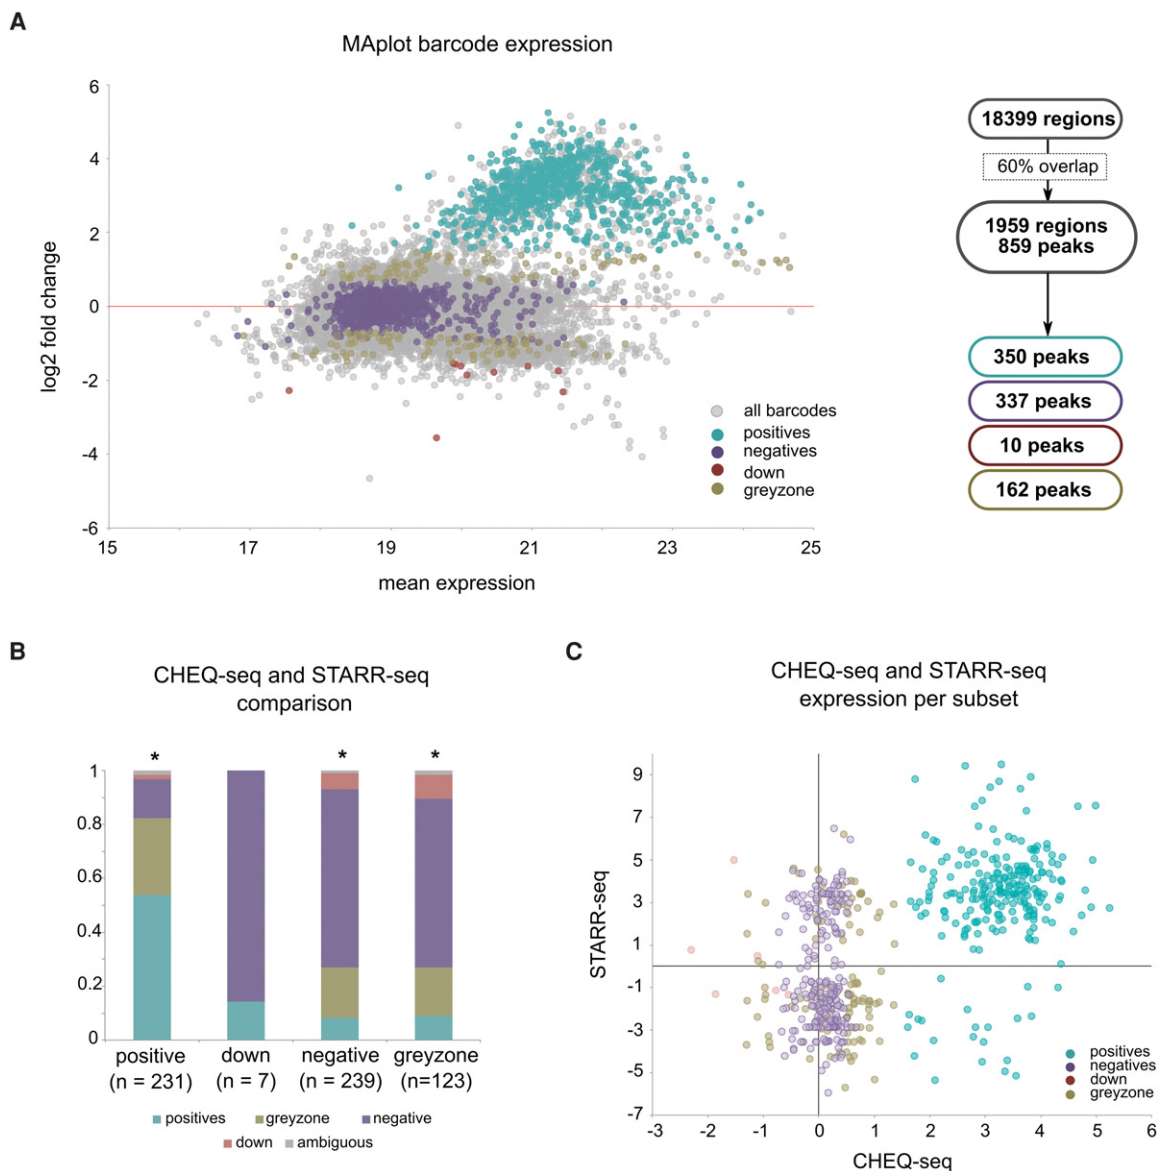 A
MAplot barcode expression
6
4
2
0
-2
-4
-6
log2 fold change
15
17
19
21
23
25
mean expression
all barcodes
positives
negatives
down
greyzone
18399 regions
60% overlap
1959 regions
859 peaks
350 peaks
337 peaks
10 peaks
162 peaks
B
CHEQ-seq and STARR-seq
comparison
*
*
*
1
0.8
0.6
0.4
0.2
0
positive
(n = 231)
down
(n = 7)
negative
(n = 239)
greyzone
(n=123)
positives
greyzone
negative
down
ambiguous
C
CHEQ-seq and STARR-seq
expression per subset
9
7
5
3
1
-1
-3
-5
-7
STARR-seq
positives
negatives
down
greyzone
-3
-2
-1
0
1
2
3
4
5
6
CHEQ-seq